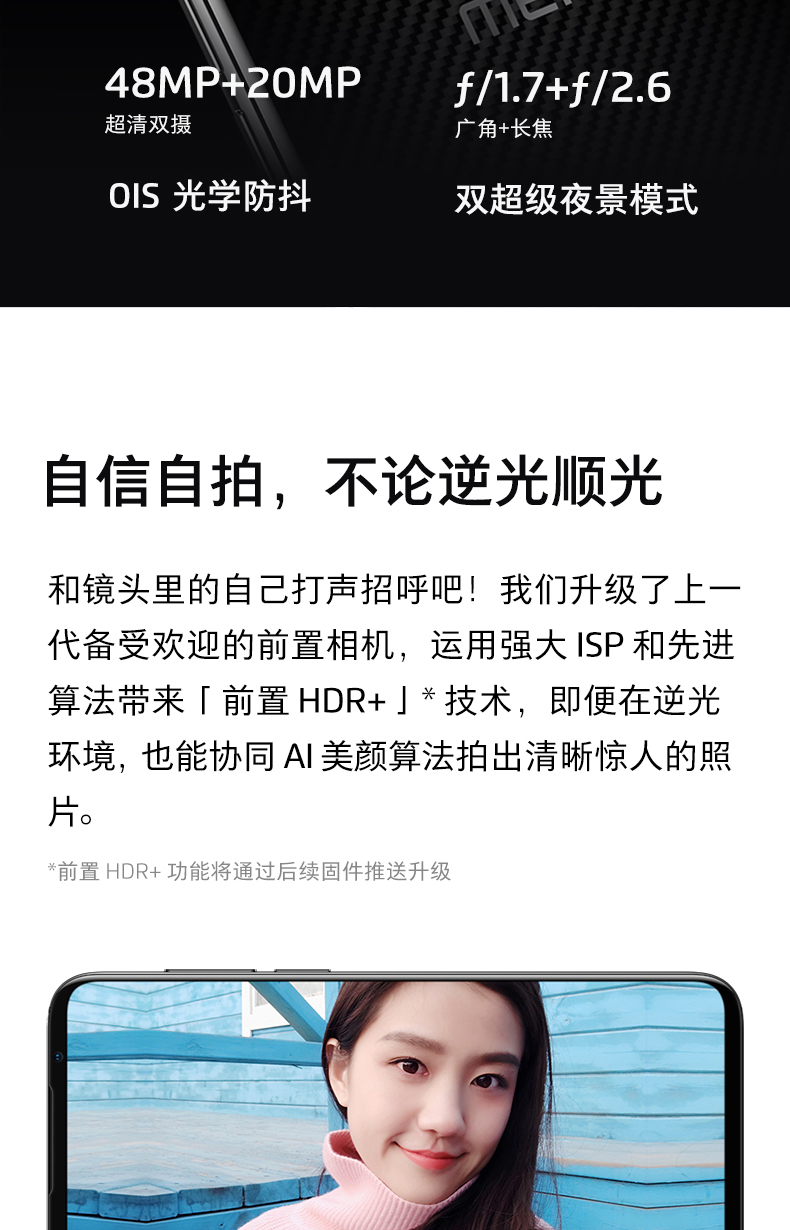 48MP+20MP
超清双摄
ƒ/1.7+ƒ/2.6
广角+长焦
OIS 光学防抖
双超级夜景模式
自信自拍，不论逆光顺光
和镜头里的自己打声招呼吧！我们升级了上一
代备受欢迎的前置相机，运用强大 ISP 和先进
算法带来「前置 HDR+」* 技术，即便在逆光
环境，也能协同 AI 美颜算法拍出清晰惊人的照
片。
*前置 HDR+ 功能将通过后续固件推送升级